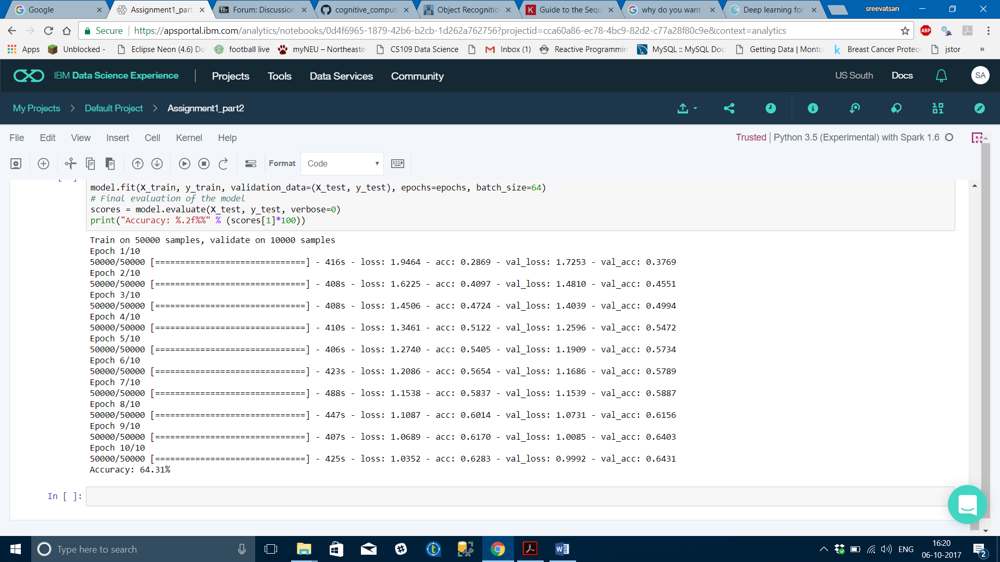 Google
Assignment1_part
Forum: Discussion
cognitive_comput
Object Recognitio
Guide to the Sequ
why do you want
Deep learning for
sreevatsan
Secure
https://apsportal.ibm.com/analytics/notebooks/0d4f6965-1879-42b6-b2cb-1d262a762756?projectid=cca60a86-ec78-4bc9-82d2-c77a28f80c9e&context=analytics
ABP
Apps
Unblocked -
Eclipse Neon (4.6) Do
football live
myNEU – Northeaste
CS109 Data Science
Inbox (1)
Reactive Programmin
MySQL :: MySQL Doc
Getting Data | Montc
Breast Cancer Proteo
jstor
»
IBM Data Science Experience
Projects
Tools
Data Services
Community
US South
Docs
SA
My Projects > Default Project > Assignment1_part2
File Edit View Insert Cell Kernel Help
Trusted | Python 3.5 (Experimental) with Spark 1.6
Format
Code
model.fit(X_train, y_train, validation_data=(X_test, y_test), epochs=epochs, batch_size=64)
# Final evaluation of the model
scores = model.evaluate(X_test, y_test, verbose=0)
print("Accuracy: %.2f%%" % (scores[1]*100))
Train on 50000 samples, validate on 10000 samples
Epoch 1/10
50000/50000 [==============================] - 416s - loss: 1.9464 - acc: 0.2869 - val_loss: 1.7253 - val_acc: 0.3769
Epoch 2/10
50000/50000 [==============================] - 408s - loss: 1.6225 - acc: 0.4097 - val_loss: 1.4810 - val_acc: 0.4551
Epoch 3/10
50000/50000 [==============================] - 408s - loss: 1.4506 - acc: 0.4724 - val_loss: 1.4039 - val_acc: 0.4994
Epoch 4/10
50000/50000 [==============================] - 410s - loss: 1.3461 - acc: 0.5122 - val_loss: 1.2596 - val_acc: 0.5472
Epoch 5/10
50000/50000 [==============================] - 406s - loss: 1.2740 - acc: 0.5405 - val_loss: 1.1909 - val_acc: 0.5734
Epoch 6/10
50000/50000 [==============================] - 423s - loss: 1.2086 - acc: 0.5654 - val_loss: 1.1686 - val_acc: 0.5789
Epoch 7/10
50000/50000 [==============================] - 488s - loss: 1.1538 - acc: 0.5837 - val_loss: 1.1539 - val_acc: 0.5887
Epoch 8/10
50000/50000 [==============================] - 447s - loss: 1.1087 - acc: 0.6014 - val_loss: 1.0731 - val_acc: 0.6156
Epoch 9/10
50000/50000 [==============================] - 407s - loss: 1.0689 - acc: 0.6170 - val_loss: 1.0085 - val_acc: 0.6403
Epoch 10/10
50000/50000 [==============================] - 425s - loss: 1.0352 - acc: 0.6283 - val_loss: 0.9992 - val_acc: 0.6431
Accuracy: 64.31%
In [ ]:
Type here to search
ENG
16:20
06-10-2017
2